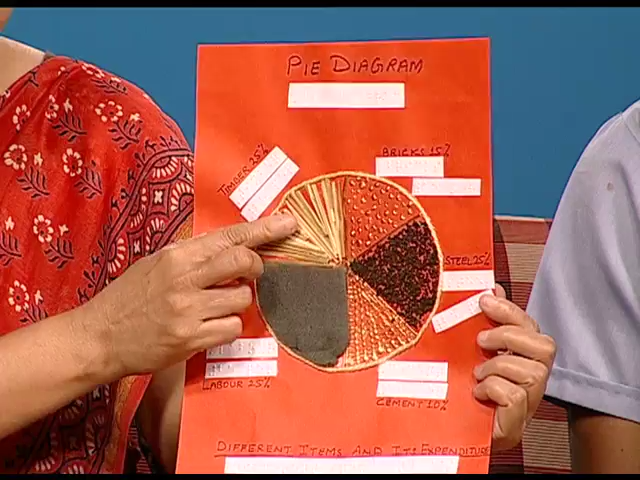 PIE DIAGRAM
TIMBER 25%
BRICKS 15%
STEEL 25%
LABOUR 25%
CEMENT 10%
DIFFERENT ITEMS AND ITS EXPENDITURE